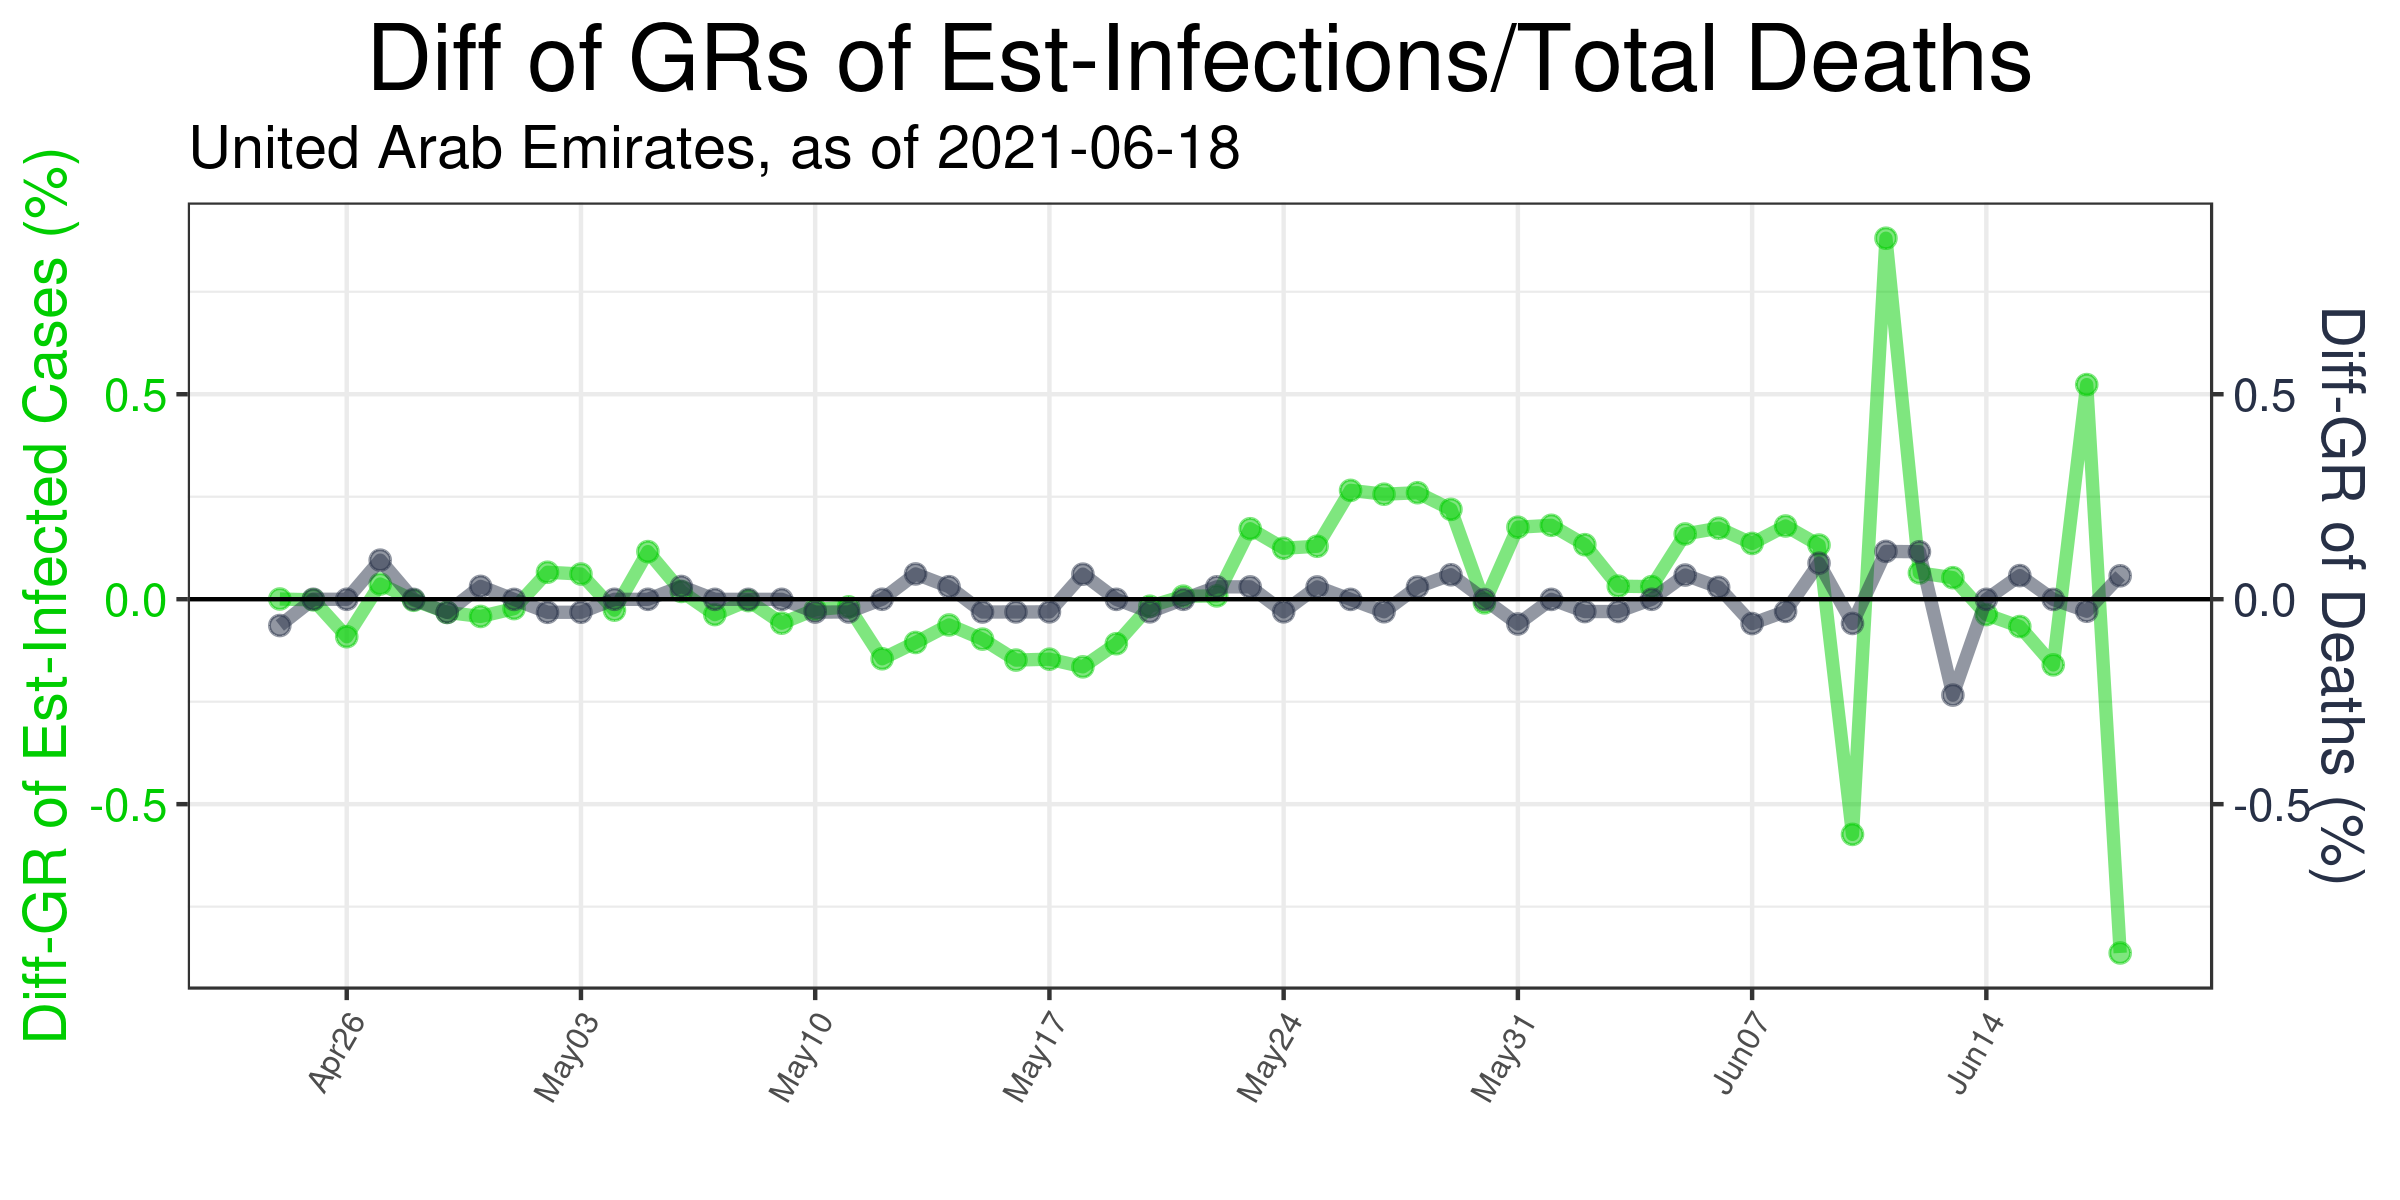 Diff of GRs of Est-Infections/Total Deaths
United Arab Emirates, as of 2021-06-18
Diff-GR of Est-Infected Cases (%)
0.5
0.0
-0.5
0.5
0.0
-0.5
Diff-GR of Deaths (%)
Apr26
May03
May10
May17
May24
May31
Jun07
Jun14